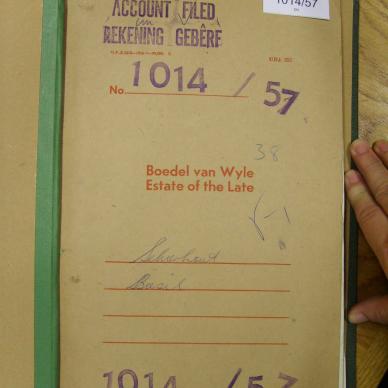 1014/57
ACCOUNT FILED
REKENING GEBÊRE
No. 1014 / 57
38
Boedel van Wyle
Estate of the Late
Basil
1014 / 57